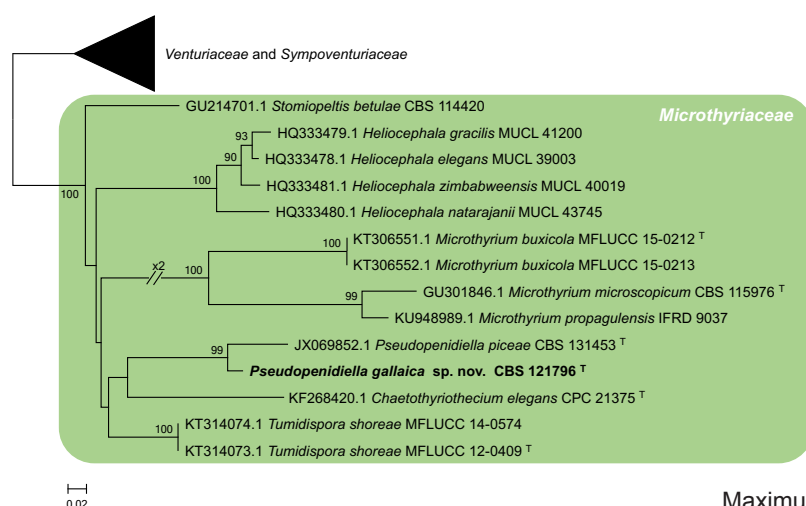 Venturiaceae and Sympoventuriaceae
Microthyriaceae
GU214701.1 Stomiopeltis betulae CBS 114420
93
HQ333479.1 Heliocephala gracilis MUCL 41200
90
HQ333478.1 Heliocephala elegans MUCL 39003
100
HQ333481.1 Heliocephala zimbabweensis MUCL 40019
100
HQ333480.1 Heliocephala natarajanii MUCL 43745
100
KT306551.1 Microthyrium buxicola MFLUCC 15-0212 T
x2
100
KT306552.1 Microthyrium buxicola MFLUCC 15-0213
99
GU301846.1 Microthyrium microscopicum CBS 115976 T
KU948989.1 Microthyrium propagulensis IFRD 9037
99
JX069852.1 Pseudopenidiella piceae CBS 131453 T
Pseudopenidiella gallaica sp. nov. CBS 121796 T
KF268420.1 Chaetothyriothecium elegans CPC 21375 T
100
KT314074.1 Tumidispora shoreae MFLUCC 14-0574
KT314073.1 Tumidispora shoreae MFLUCC 12-0409 T
0.02
Maximu